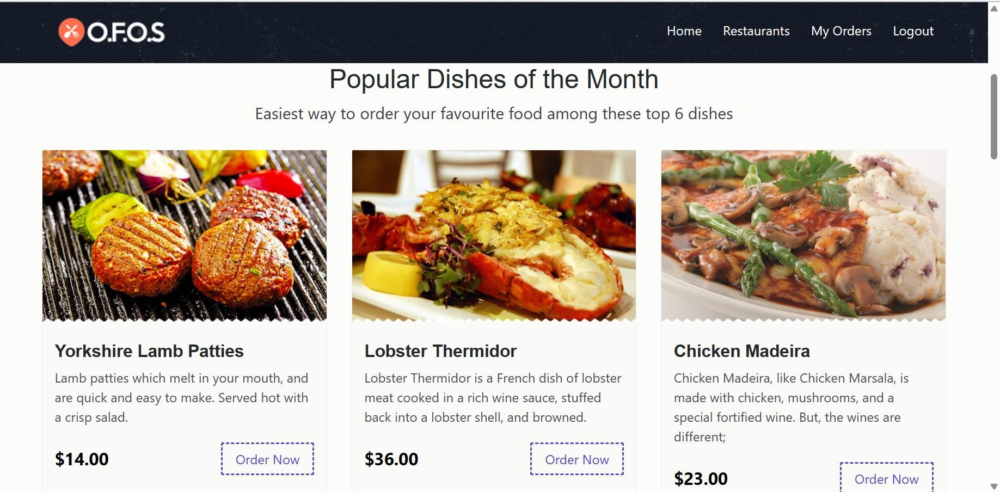 O.F.O.S
Home Restaurants My Orders Logout
Popular Dishes of the Month
Easiest way to order your favourite food among these top 6 dishes
Yorkshire Lamb Patties
Lamb patties which melt in your mouth, and
are quick and easy to make. Served hot with
a crisp salad.
$14.00 Order Now
Lobster Thermidor
Lobster Thermidor is a French dish of lobster
meat cooked in a rich wine sauce, stuffed
back into a lobster shell, and browned.
$36.00 Order Now
Chicken Madeira
Chicken Madeira, like Chicken Marsala, is
made with chicken, mushrooms, and a
special fortified wine. But, the wines are
different;
$23.00 Order Now